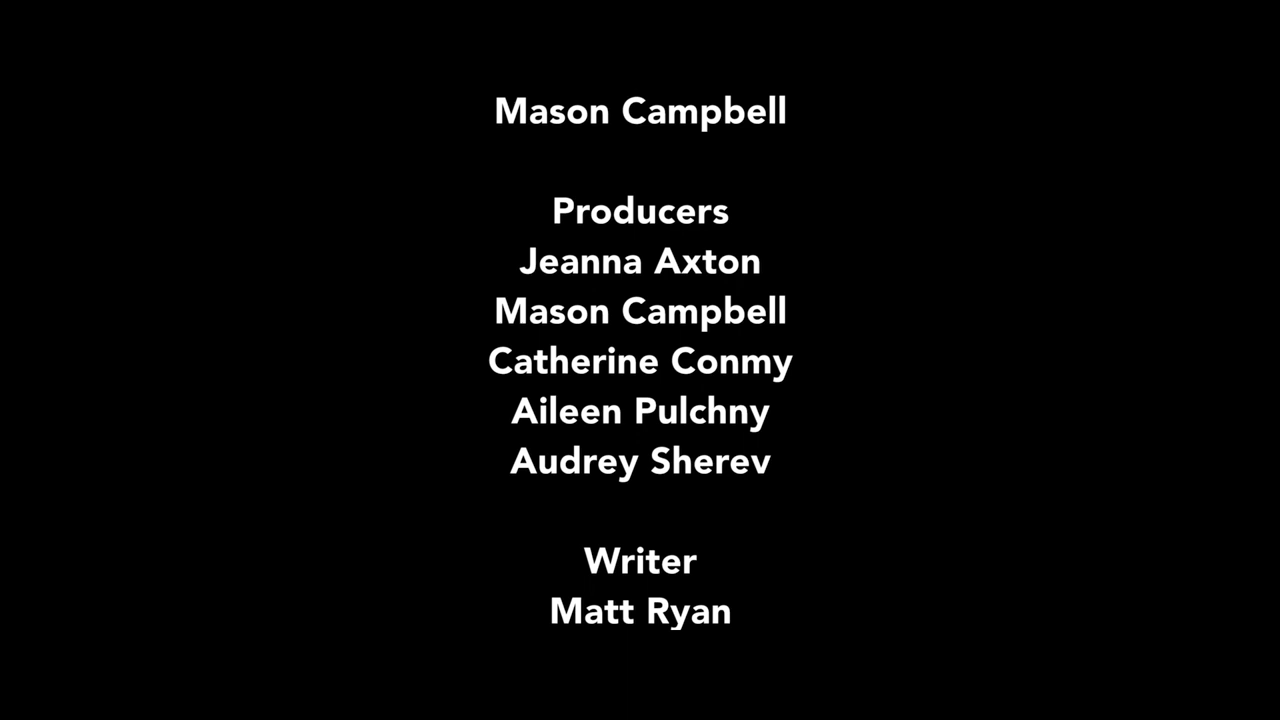 Mason Campbell
Producers
Jeanna Axton
Mason Campbell
Catherine Conmy
Aileen Pulchny
Audrey Sherev
Writer
Matt Ryan